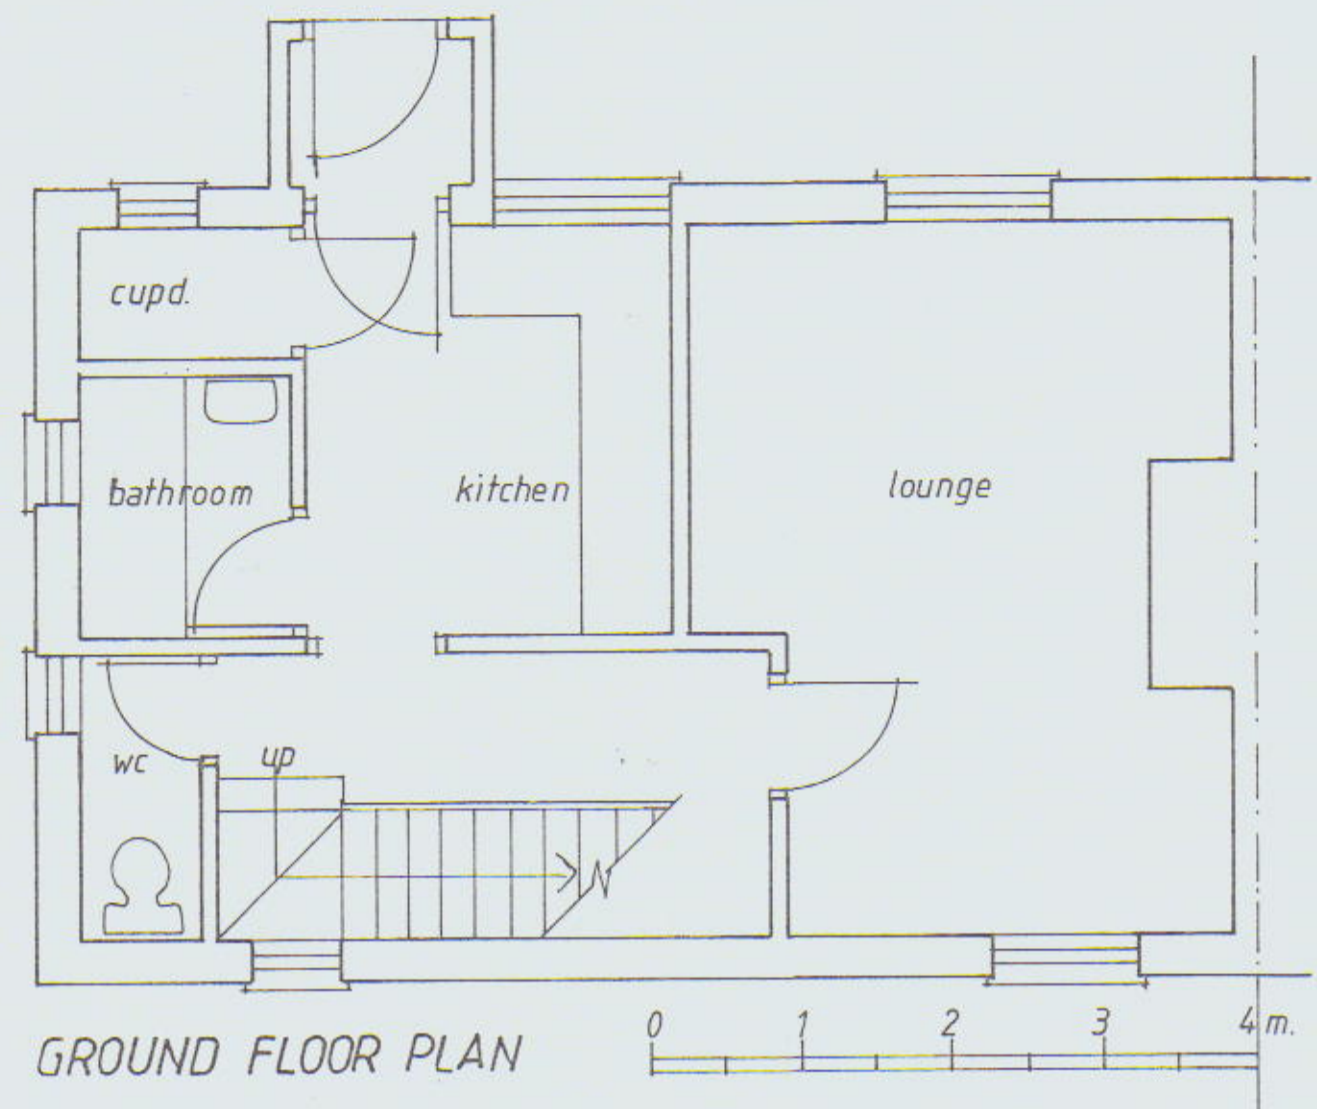 cupd.
bathroom
kitchen
lounge
wc
up
0 1 2 3 4 m.
GROUND FLOOR PLAN